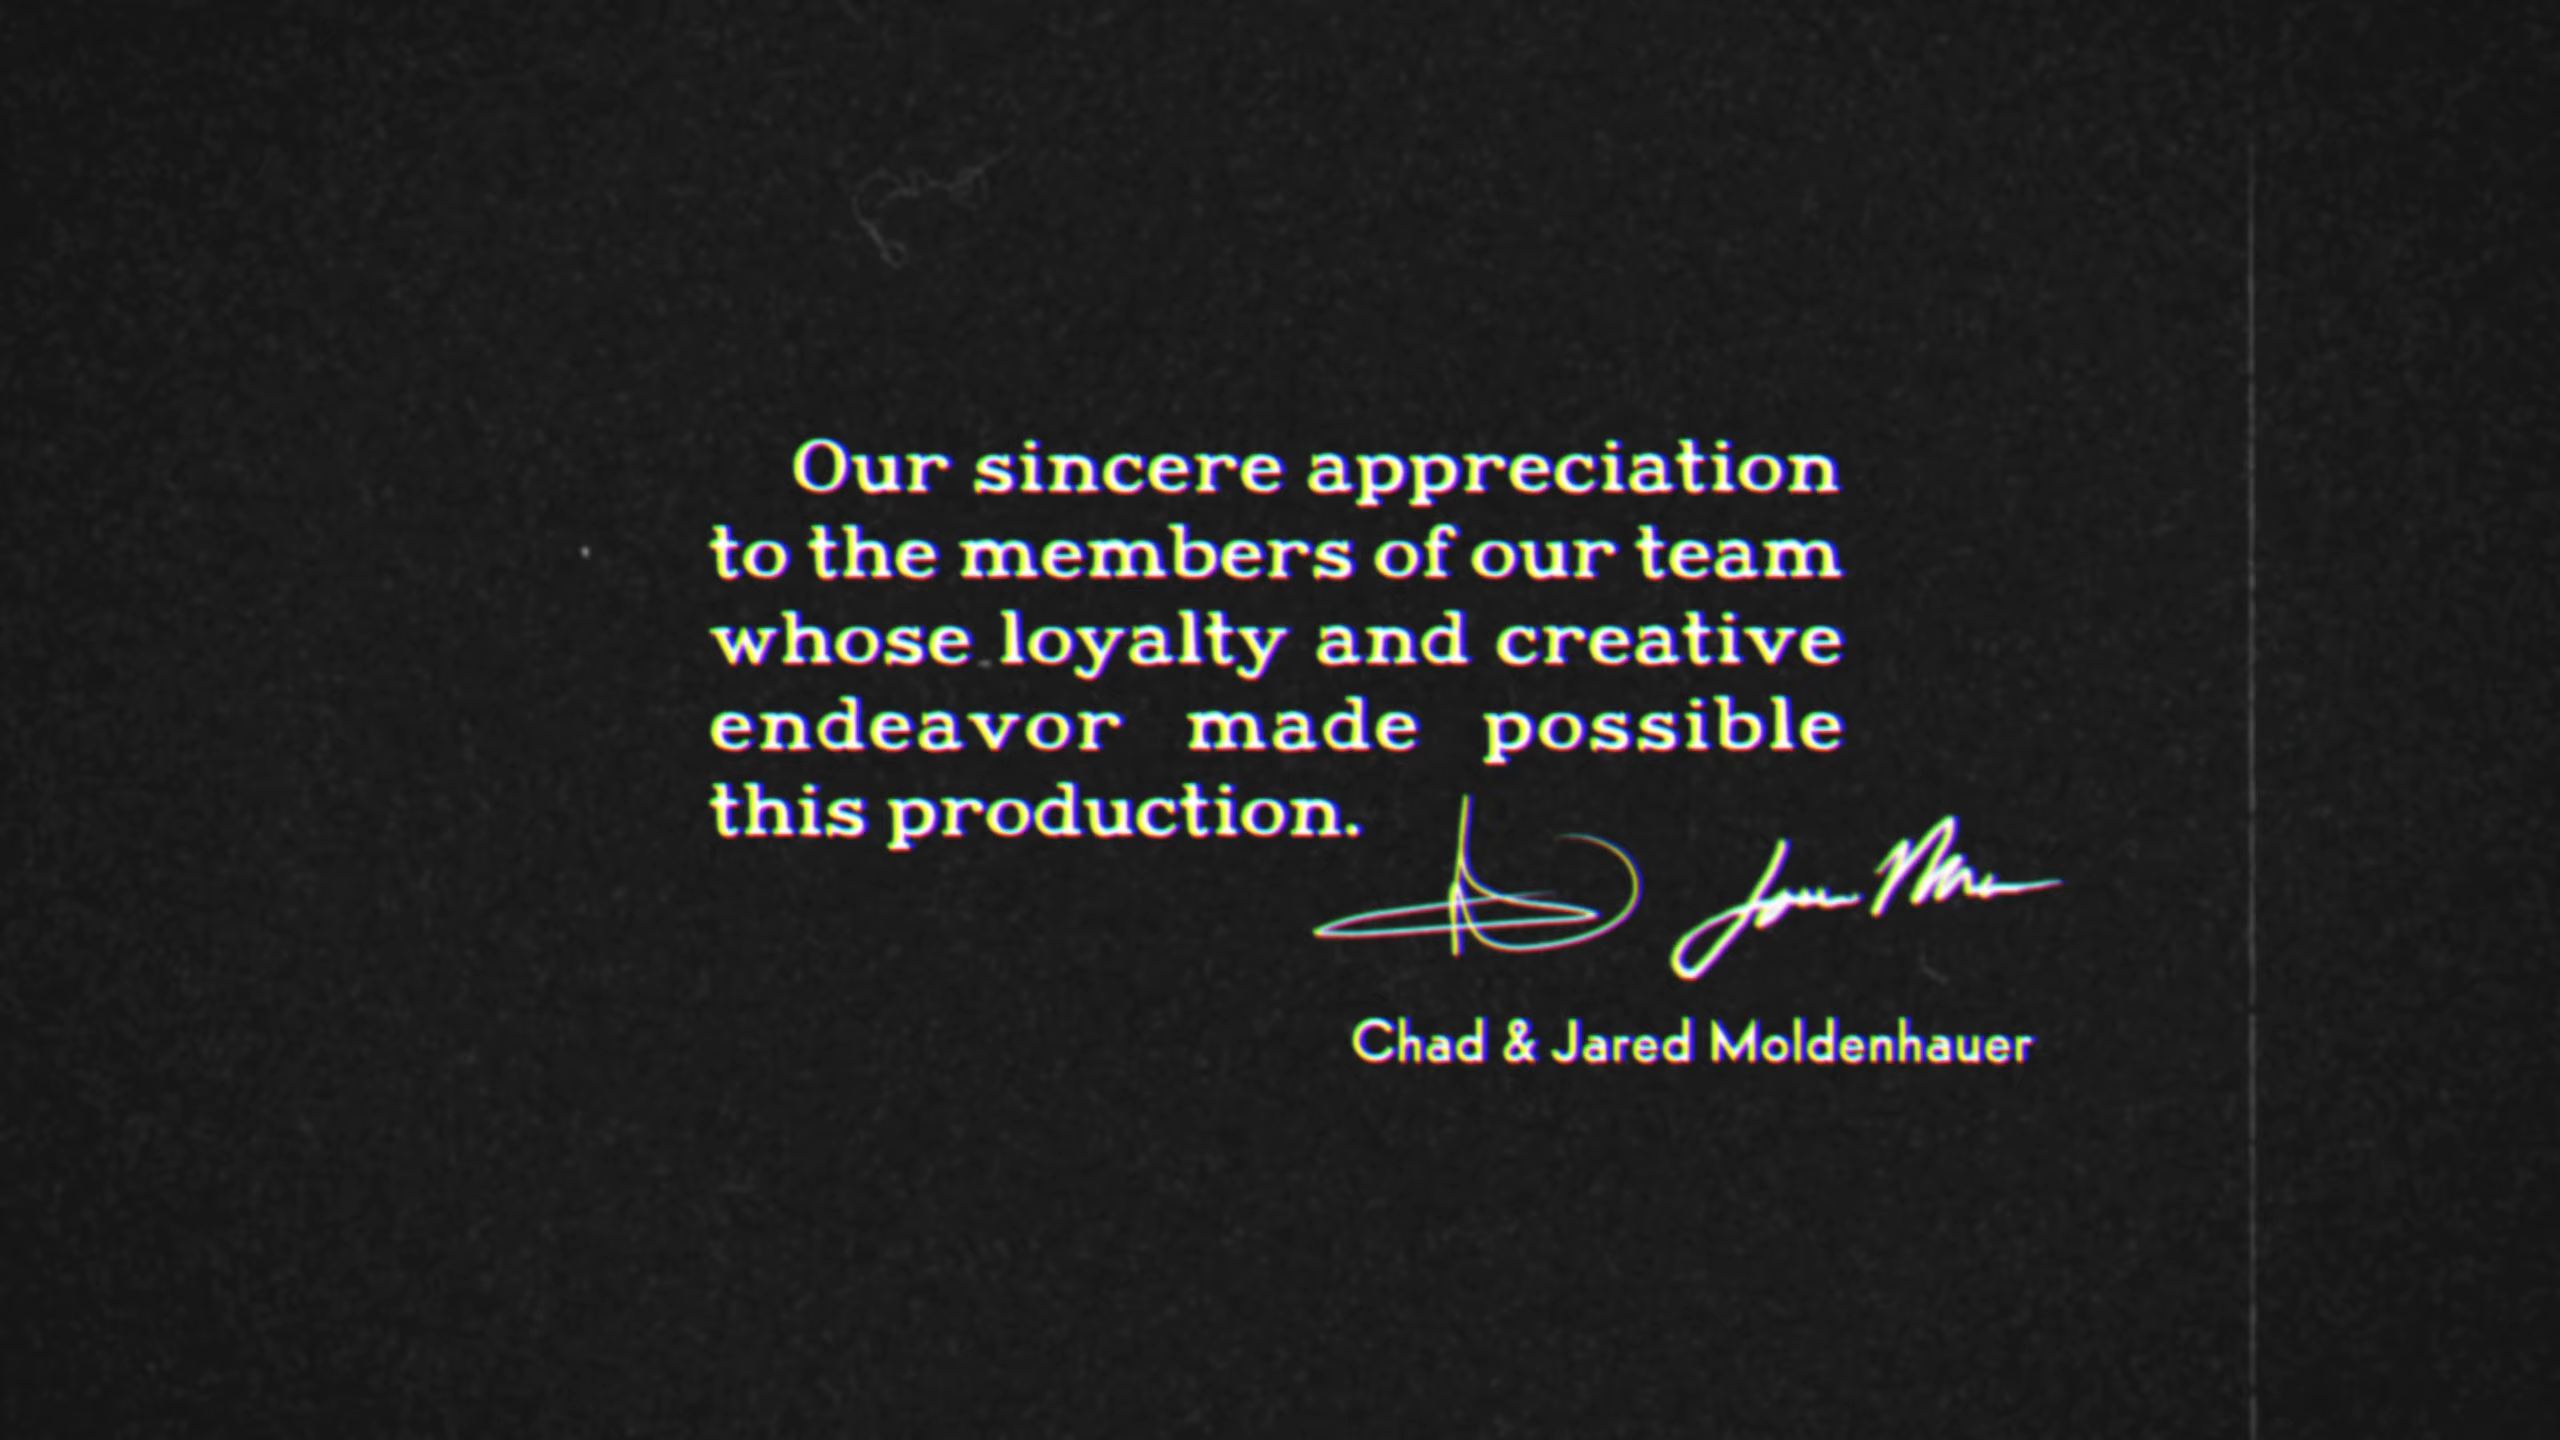 Our sincere appreciation
to the members of our team
whose loyalty and creative
endeavor made possible
this production.
Chad & Jared Moldenhauer